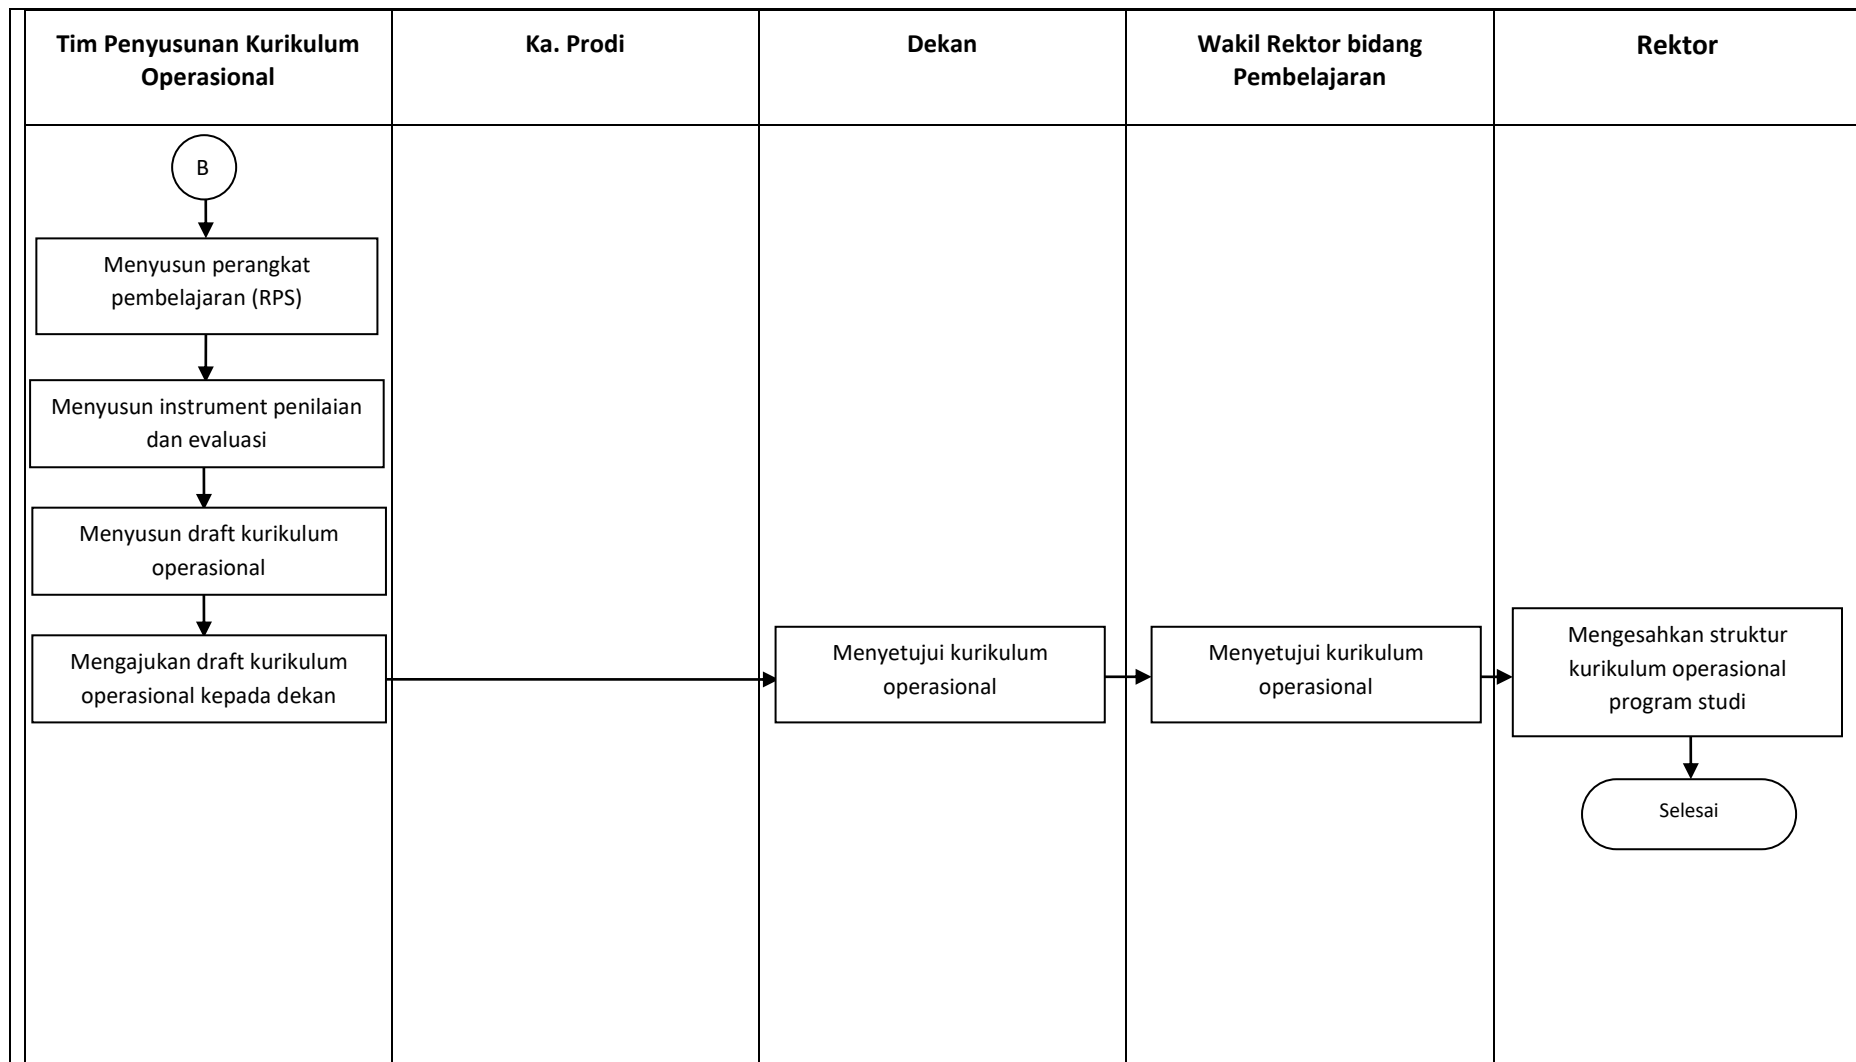 Tim Penyusunan Kurikulum
Operasional
Ka. Prodi
Dekan
Wakil Rektor bidang
Pembelajaran
Rektor
B
Menyusun perangkat
pembelajaran (RPS)
Menyusun instrument penilaian
dan evaluasi
Menyusun draft kurikulum
operasional
Mengajukan draft kurikulum
operasional kepada dekan
Menyetujui kurikulum
operasional
Menyetujui kurikulum
operasional
Mengesahkan struktur
kurikulum operasional
program studi
Selesai